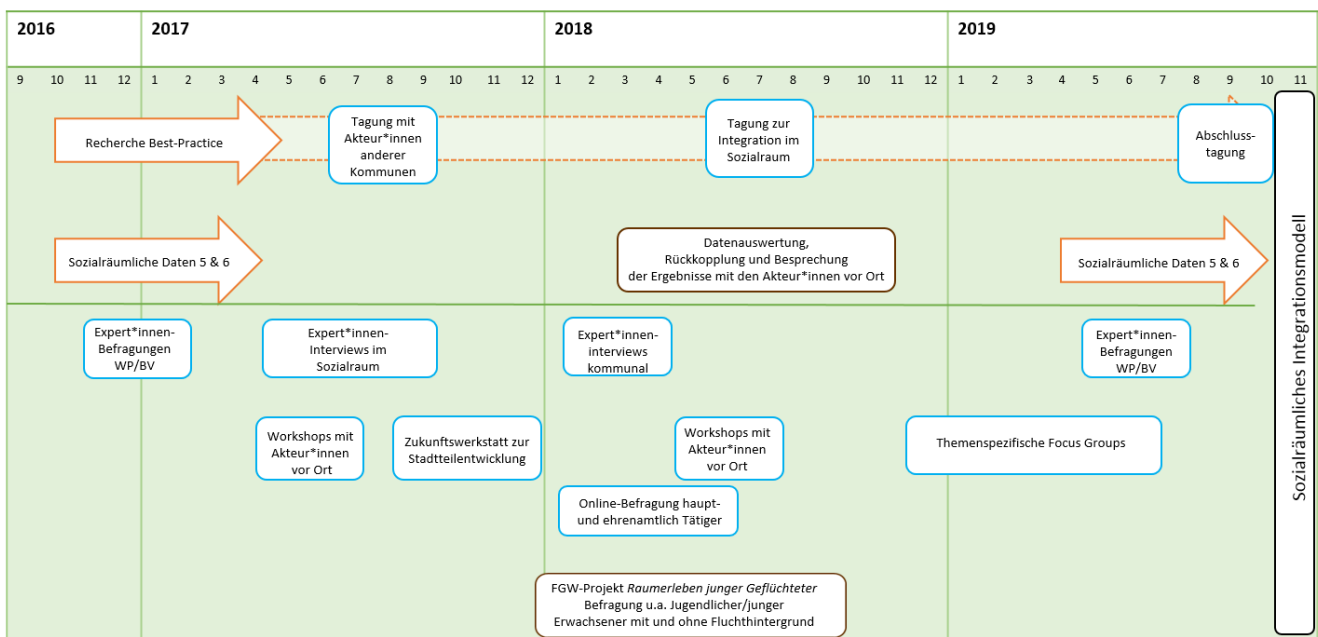 2016
2017
2018
2019
9 10 11 12 1 2 3 4 5 6 7 8 9 10 11 12 1 2 3 4 5 6 7 8 9 10 11 12 1 2 3 4 5 6 7 8 9 10 11
Recherche Best-Practice
Tagung mit
Akteur*innen
anderer
Kommunen
Tagung zur
Integration im
Sozialraum
Abschluss-
tagung
Sozialräumliche Daten 5 & 6
Datenauswertung,
Rückkopplung und Besprechung
der Ergebnisse mit den Akteur*innen vor Ort
Sozialräumliche Daten 5 & 6
Expert*innen-
Befragungen
WP/BV
Expert*innen-
Interviews im
Sozialraum
Expert*innen-
interviews
kommunal
Expert*innen-
Befragungen
WP/BV
Workshops mit
Akteur*innen
vor Ort
Zukunftswerkstatt zur
Stadtteilentwicklung
Workshops mit
Akteur*innen
vor Ort
Themenspezifische Focus Groups
Online-Befragung haupt-
und ehrenamtlich Tätiger
FGW-Projekt Raumerleben junger Geflüchteter
Befragung u.a. Jugendlicher/junger
Erwachsener mit und ohne Fluchthintergrund
Sozialräumliches Integrationsmodell